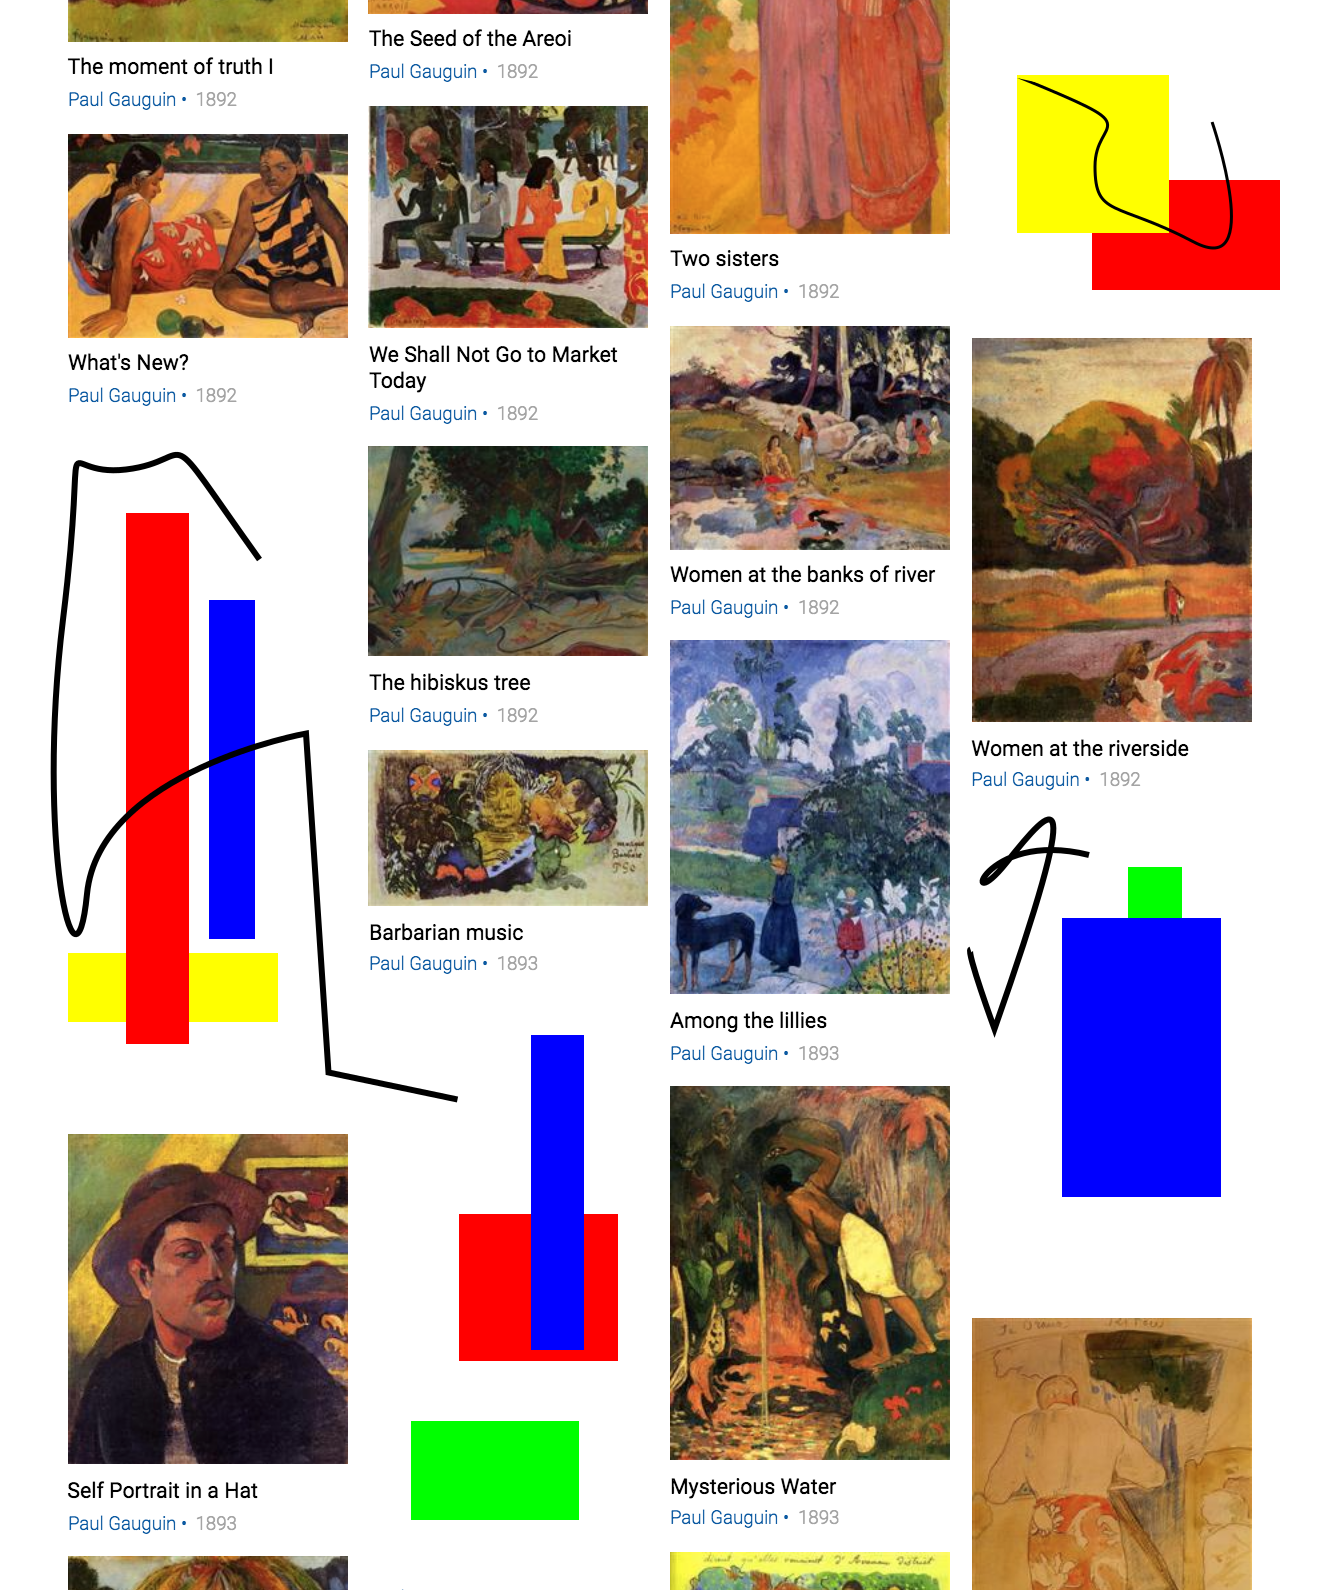 The moment of truth I
Paul Gauguin • 1892
What's New?
Paul Gauguin • 1892
Self Portrait in a Hat
Paul Gauguin • 1893
The Seed of the Areoi
Paul Gauguin • 1892
We Shall Not Go to Market
Today
Paul Gauguin • 1892
The hibiskus tree
Paul Gauguin • 1892
Barbarian music
Paul Gauguin • 1893
Two sisters
Paul Gauguin • 1892
Women at the banks of river
Paul Gauguin • 1892
Among the lillies
Paul Gauguin • 1893
Mysterious Water
Paul Gauguin • 1893
Women at the riverside
Paul Gauguin • 1892